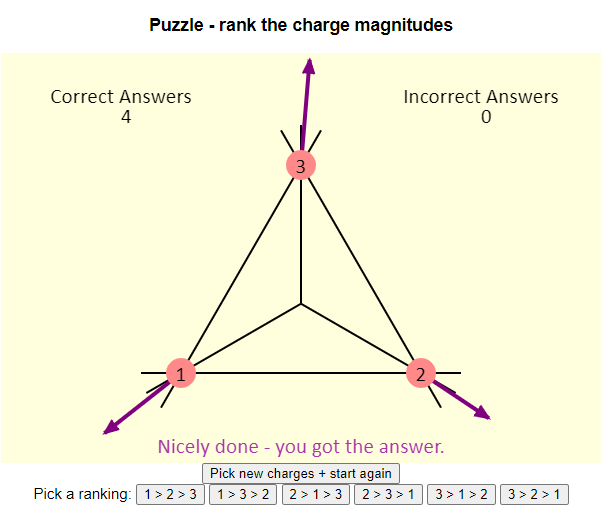 Puzzle - rank the charge magnitudes
Correct Answers
4
Incorrect Answers
0
3
1
2
Nicely done - you got the answer.
Pick new charges + start again
Pick a ranking: 1 > 2 > 3 1 > 3 > 2 2 > 1 > 3 2 > 3 > 1 3 > 1 > 2 3 > 2 > 1